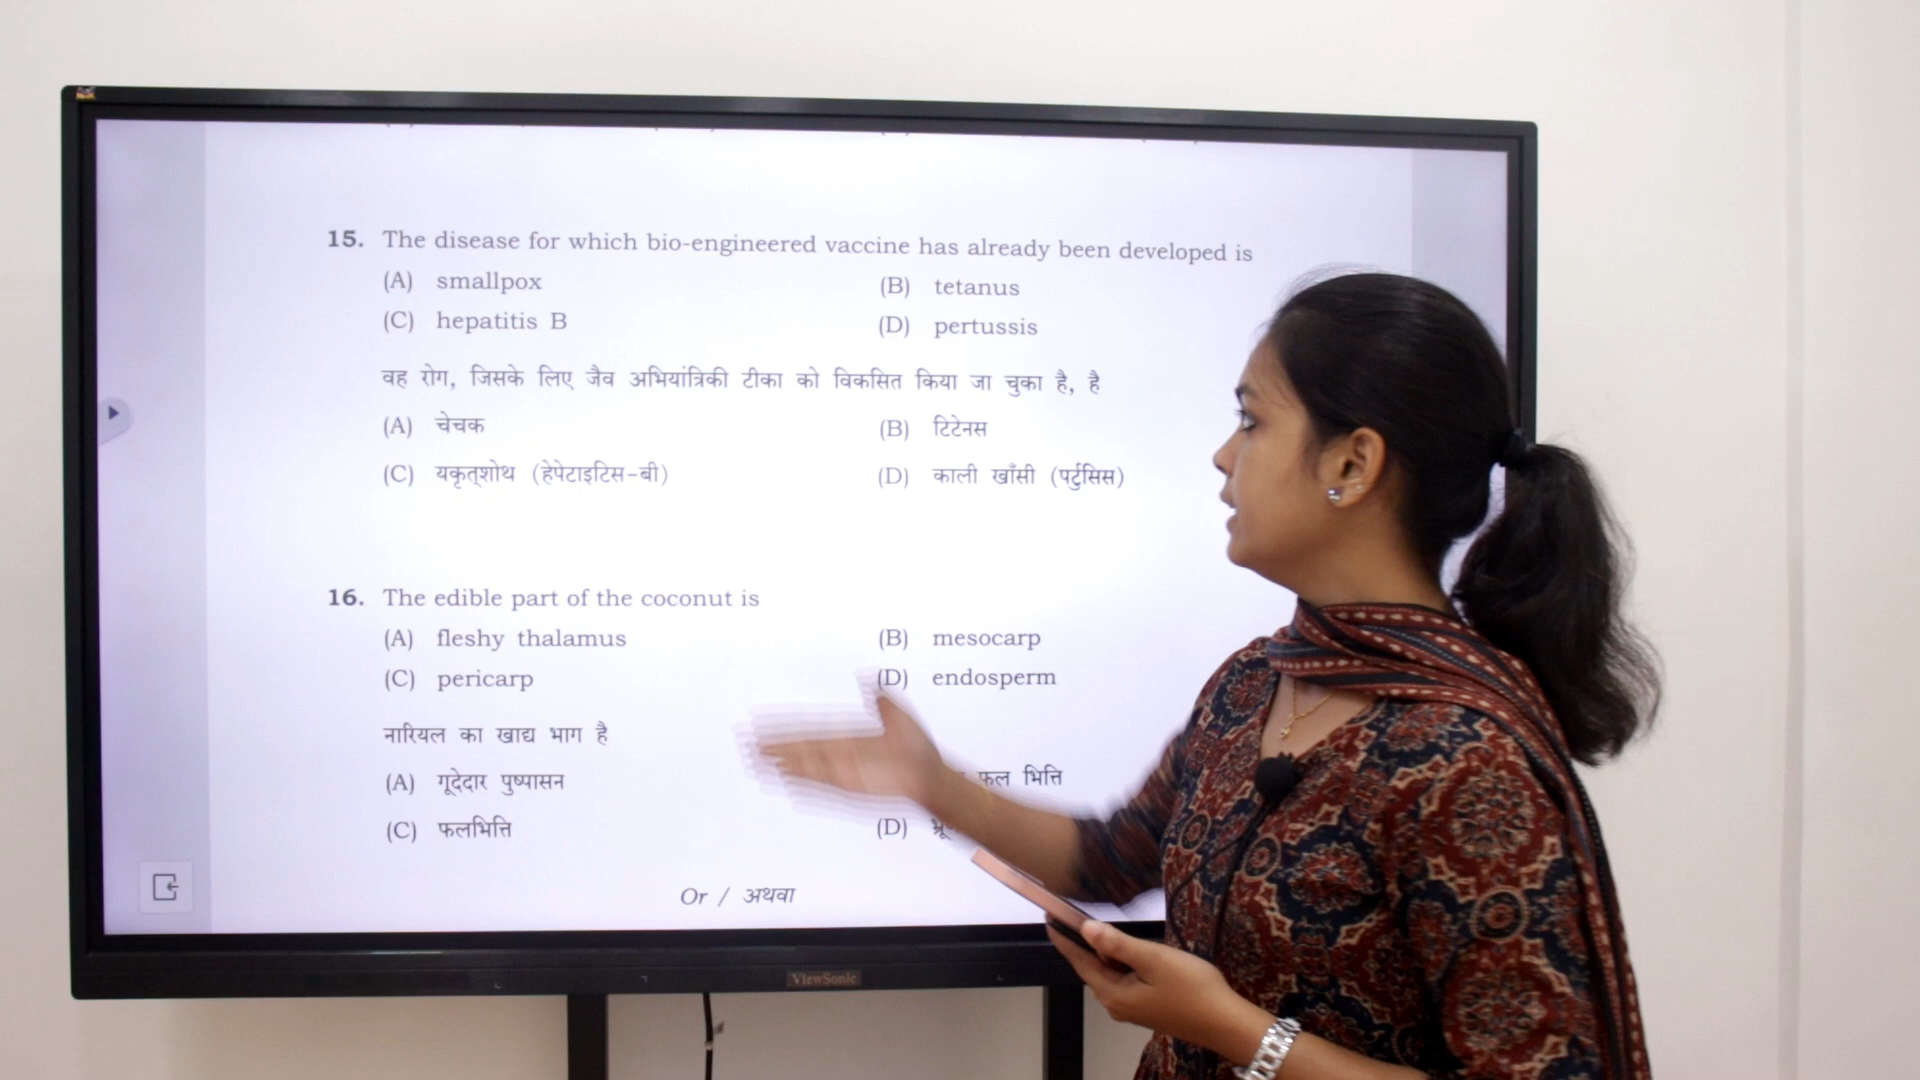 15. The disease for which bio-engineered vaccine has already been developed is
(A) smallpox (B) tetanus
(C) hepatitis B (D) pertussis
वह रोग, जिसके लिए जैव अभियांत्रिकी टीका को विकसित किया जा चुका है, है
(A) चेचक (B) टिटेनस
(C) यकृत्शोथ (हेपेटाइटिस-बी) (D) काली खाँसी (पर्टुसिस)
16. The edible part of the coconut is
(A) fleshy thalamus (B) mesocarp
(C) pericarp (D) endosperm
नारियल का खाद्य भाग है
(A) गूदेदार पुष्पासन फल भित्ति
(C) फलभित्ति (D)
Or / अथवा
ViewSonic